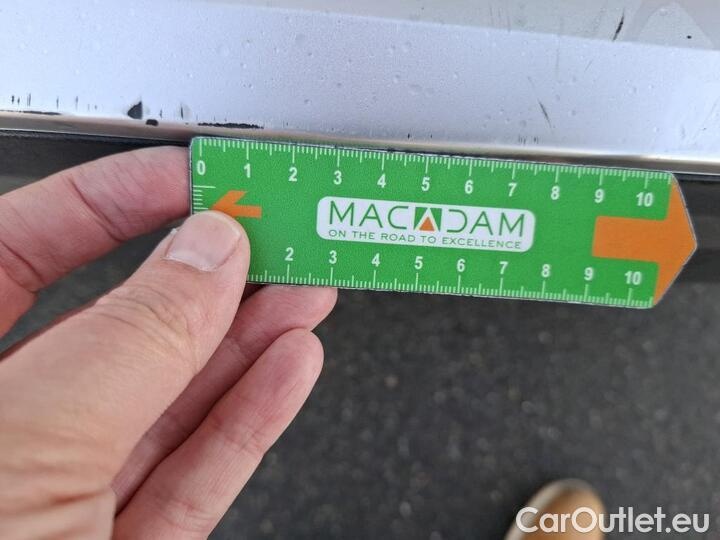 0 1 2 3 4 5 6 7 8 9 10
MACADAM
ON THE ROAD TO EXCELLENCE
2 3 4 5 6 7 8 9 10
CarOutlet.eu